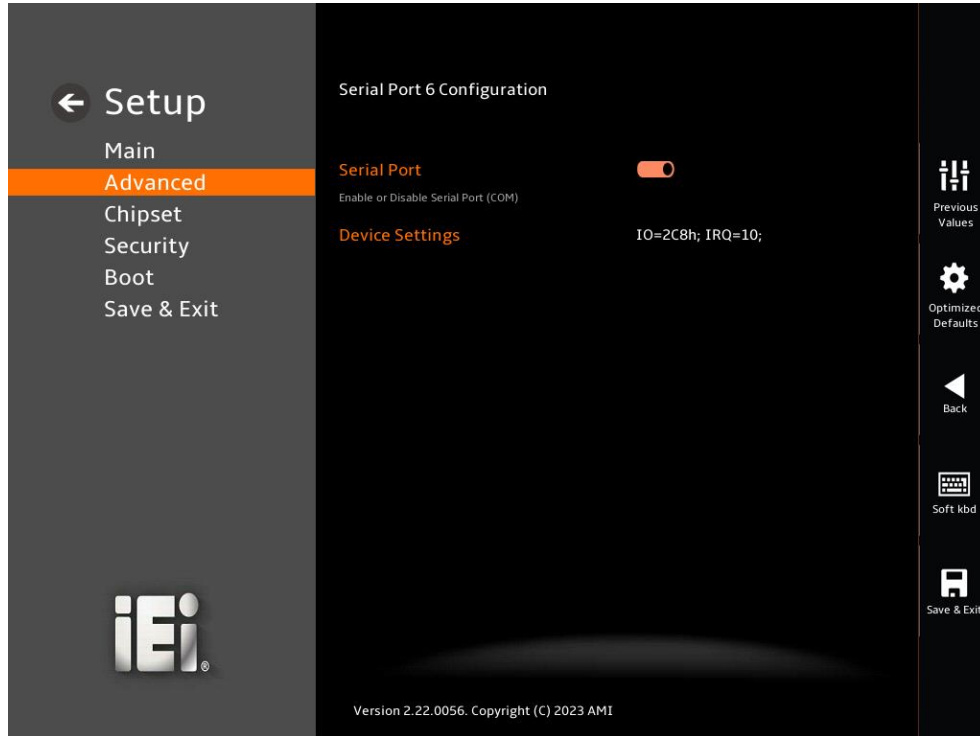 Setup
Main
Advanced
Chipset
Security
Boot
Save & Exit
iEi®
Serial Port 6 Configuration
Serial Port
Enable or Disable Serial Port (COM)
Device Settings IO=2C8h; IRQ=10;
Version 2.22.0056. Copyright (C) 2023 AMI
Previous
Values
Optimized
Defaults
Back
Soft kbd
Save & Exit